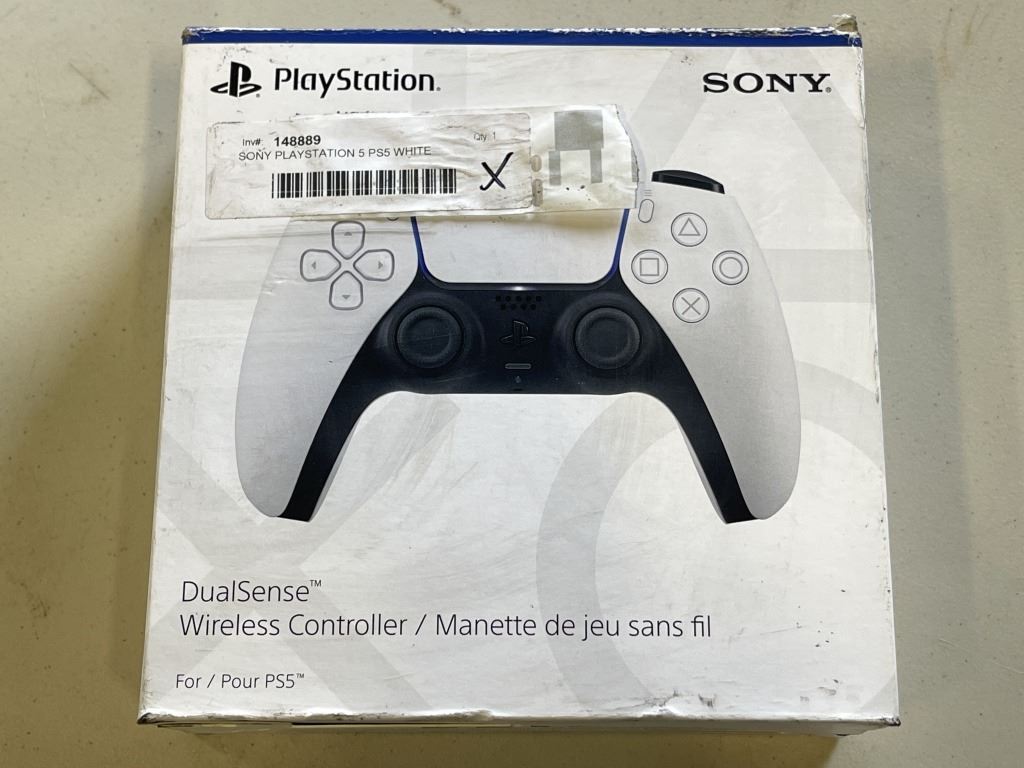 PlayStation®
SONY®
Inv#: 148889
Qty 1
SONY PLAYSTATION 5 PS5 WHITE
X
DualSense™
Wireless Controller / Manette de jeu sans fil
For / Pour PS5™